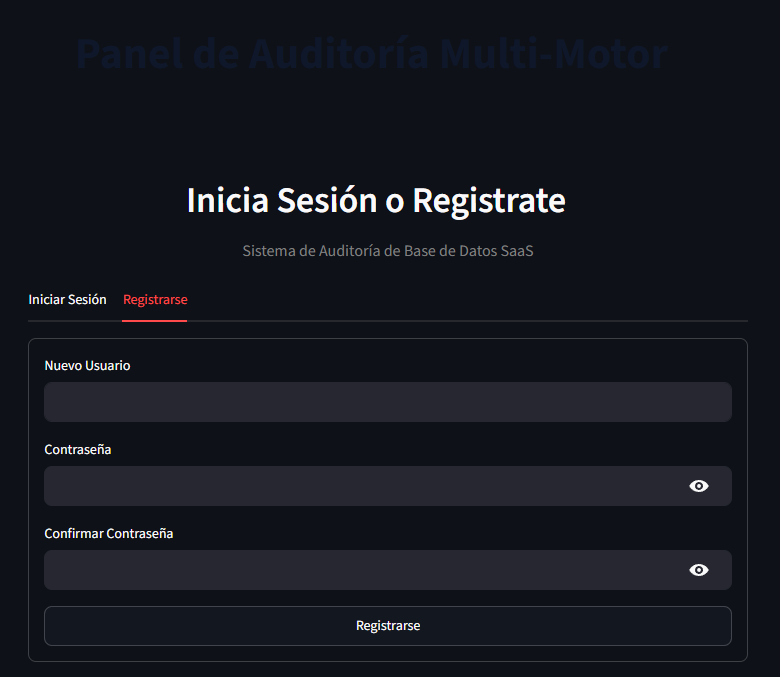 Panel de Auditoría Multi-Motor
Inicia Sesión o Registrate
Sistema de Auditoría de Base de Datos SaaS
Iniciar Sesión Registrarse
Nuevo Usuario
Contraseña
Confirmar Contraseña
Registrarse